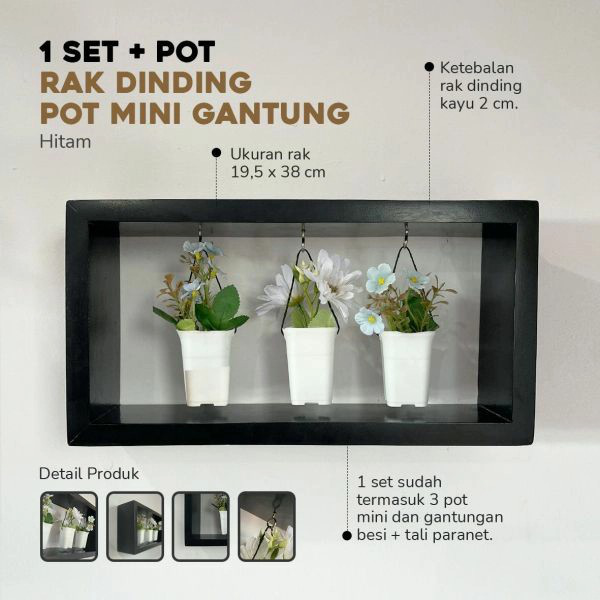 1 SET + POT
RAK DINDING
POT MINI GANTUNG
Hitam
Ketebalan
rak dinding
kayu 2 cm.
Ukuran rak
19,5 x 38 cm
Detail Produk
1 set sudah
termasuk 3 pot
mini dan gantungan
besi + tali paranet.